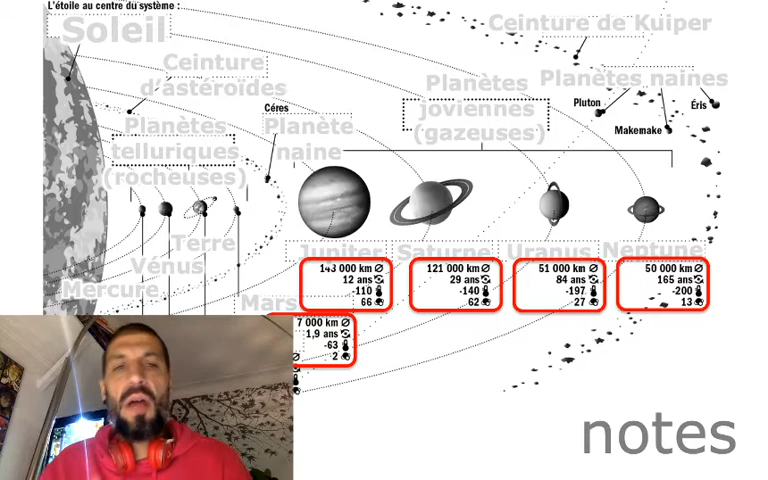 L'étoile au centre du système :
Soleil
Ceinture de Kuiper
Ceinture
d'astéroïdes
Planètes naines
Planètes
joviennes
(gazeuses)
Pluton
Éris
Makemake
Céres
Planète
naine
Planètes
telluriques
(rocheuses)
Terre
Vénus
Mercure
Mars
Jupiter
Saturne
Uranus
Neptune
143 000 km
12 ans
-110
66
121 000 km
29 ans
-140
62
51 000 km
84 ans
-197
27
50 000 km
165 ans
-200
13
7 000 km
1,9 ans
-63
2
notes